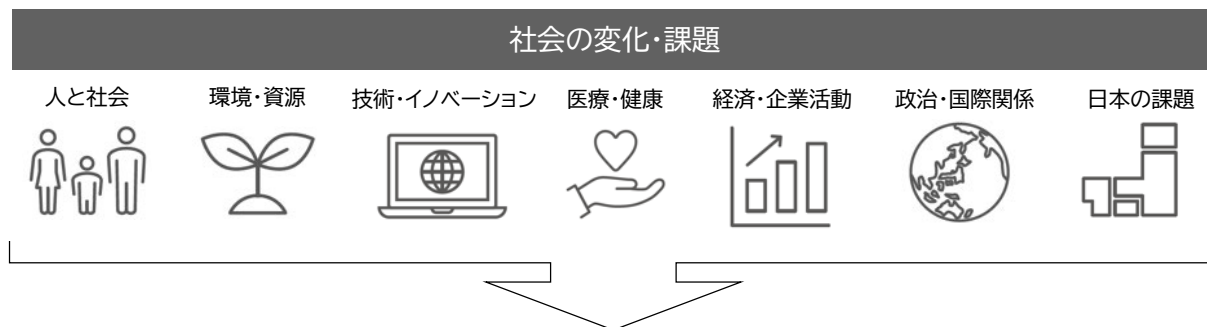 社会の変化・課題
人と社会
環境・資源
技術・イノベーション
医療・健康
経済・企業活動
政治・国際関係
日本の課題